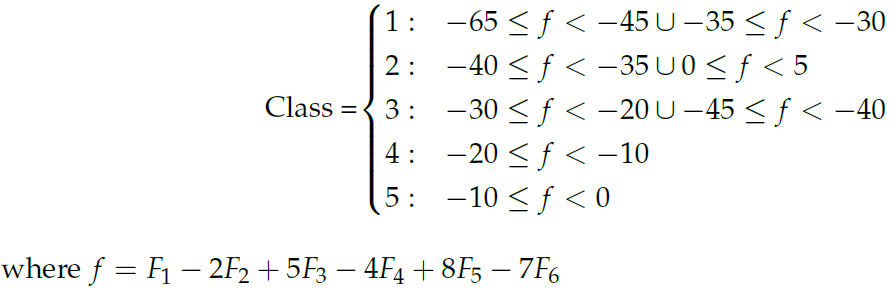 1 : −65 ≤ f < −45 ∪ −35 ≤ f < −30
2 : −40 ≤ f < −35 ∪ 0 ≤ f < 5
Class = { 3 : −30 ≤ f < −20 ∪ −45 ≤ f < −40
4 : −20 ≤ f < −10
5 : −10 ≤ f < 0
where f = F₁ − 2F₂ + 5F₃ − 4F₄ + 8F₅ − 7F₆